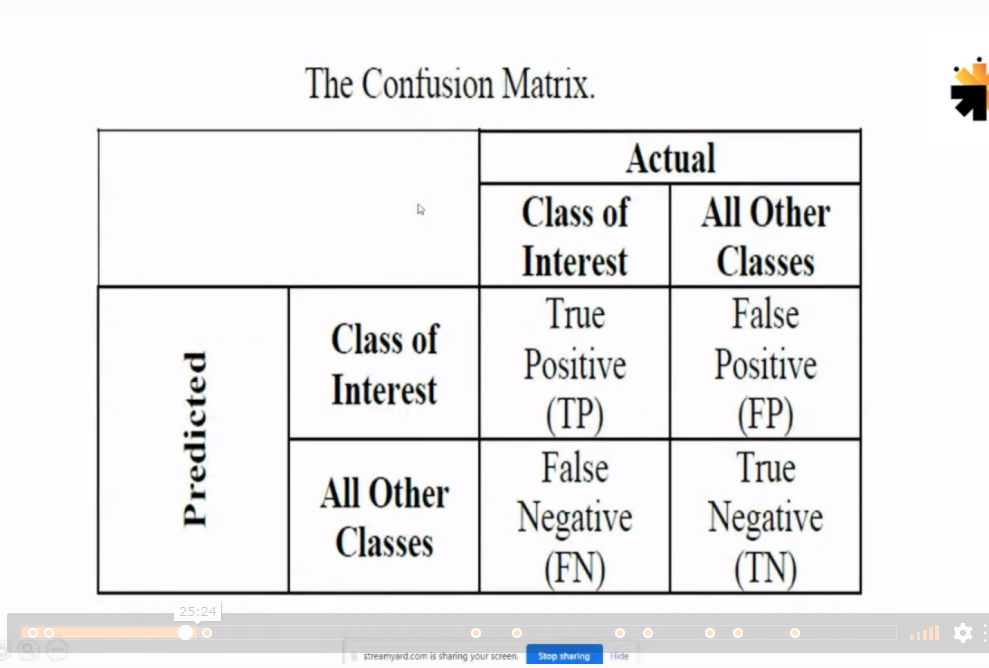 The Confusion Matrix.
Actual
Class of
Interest
All Other
Classes
Predicted
Class of
Interest
True
Positive
(TP)
False
Positive
(FP)
All Other
Classes
False
Negative
(FN)
True
Negative
(TN)
25:24
streamyard.com is sharing your screen.
Stop sharing
Hide